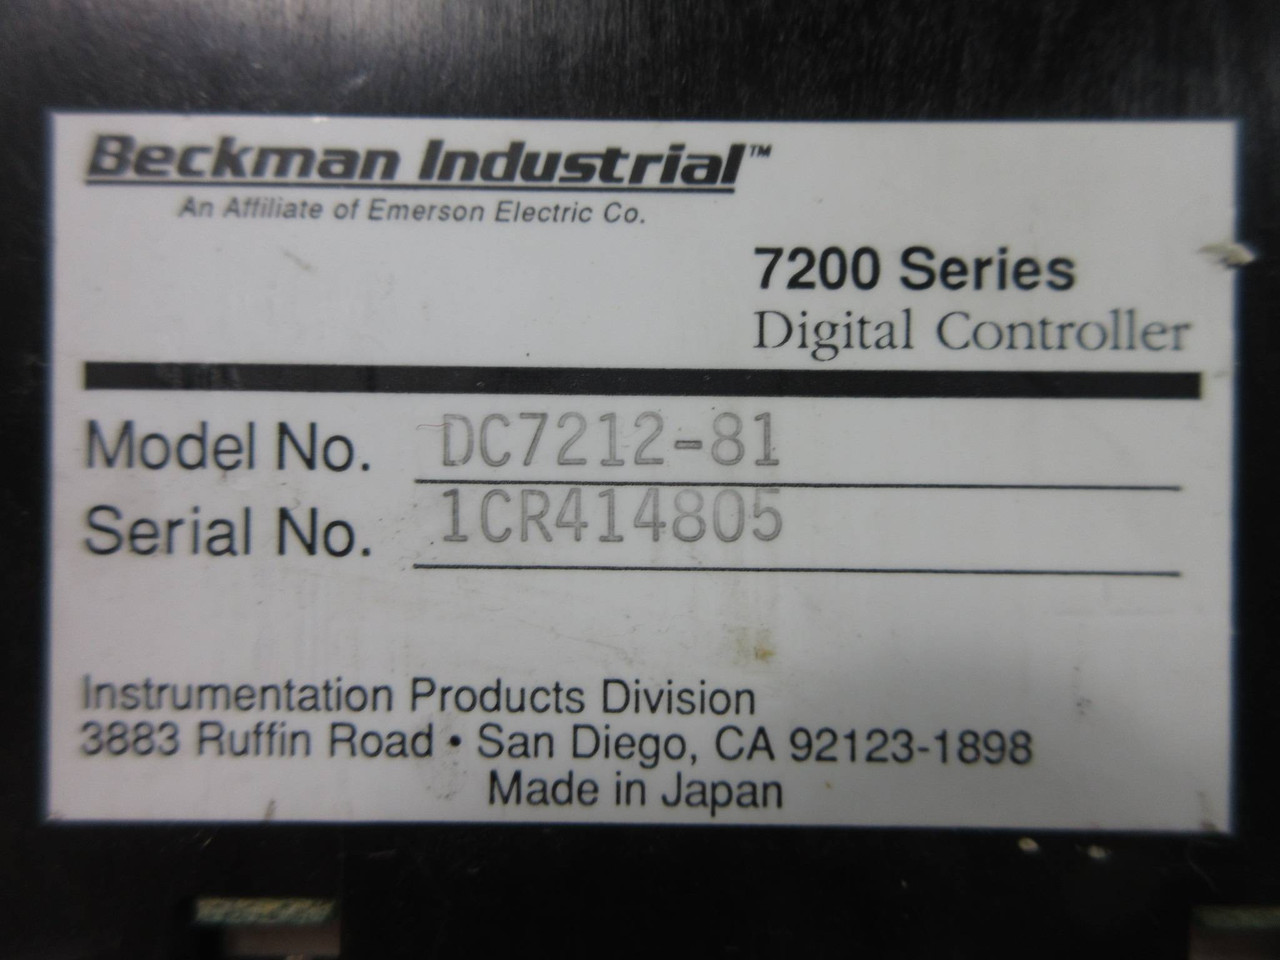 Beckman Industrial™
An Affiliate of Emerson Electric Co.
7200 Series
Digital Controller
Model No. DC7212-81
Serial No. 1CR414805
Instrumentation Products Division
3883 Ruffin Road • San Diego, CA 92123-1898
Made in Japan